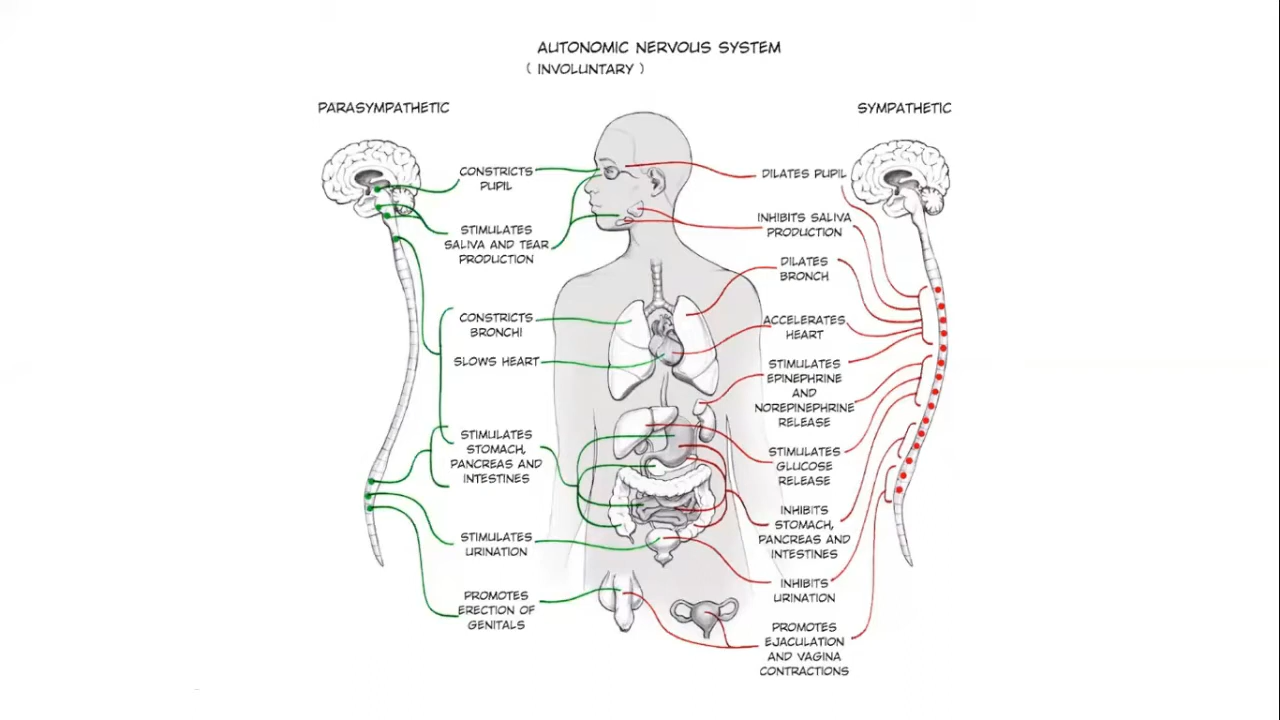 AUTONOMIC NERVOUS SYSTEM
( INVOLUNTARY )
PARASYMPATHETIC
CONSTRICTS
PUPIL
STIMULATES
SALIVA AND TEAR
PRODUCTION
CONSTRICTS
BRONCHI
SLOWS HEART
STIMULATES
STOMACH,
PANCREAS AND
INTESTINES
STIMULATES
URINATION
PROMOTES
ERECTION OF
GENITALS
SYMPATHETIC
DILATES PUPIL
INHIBITS SALIVA
PRODUCTION
DILATES
BRONCH
ACCELERATES
HEART
STIMULATES
EPINEPHRINE
AND
NOREPINEPHRINE
RELEASE
STIMULATES
GLUCOSE
RELEASE
INHIBITS
STOMACH,
PANCREAS AND
INTESTINES
INHIBITS
URINATION
PROMOTES
EJACULATION
AND VAGINA
CONTRACTIONS